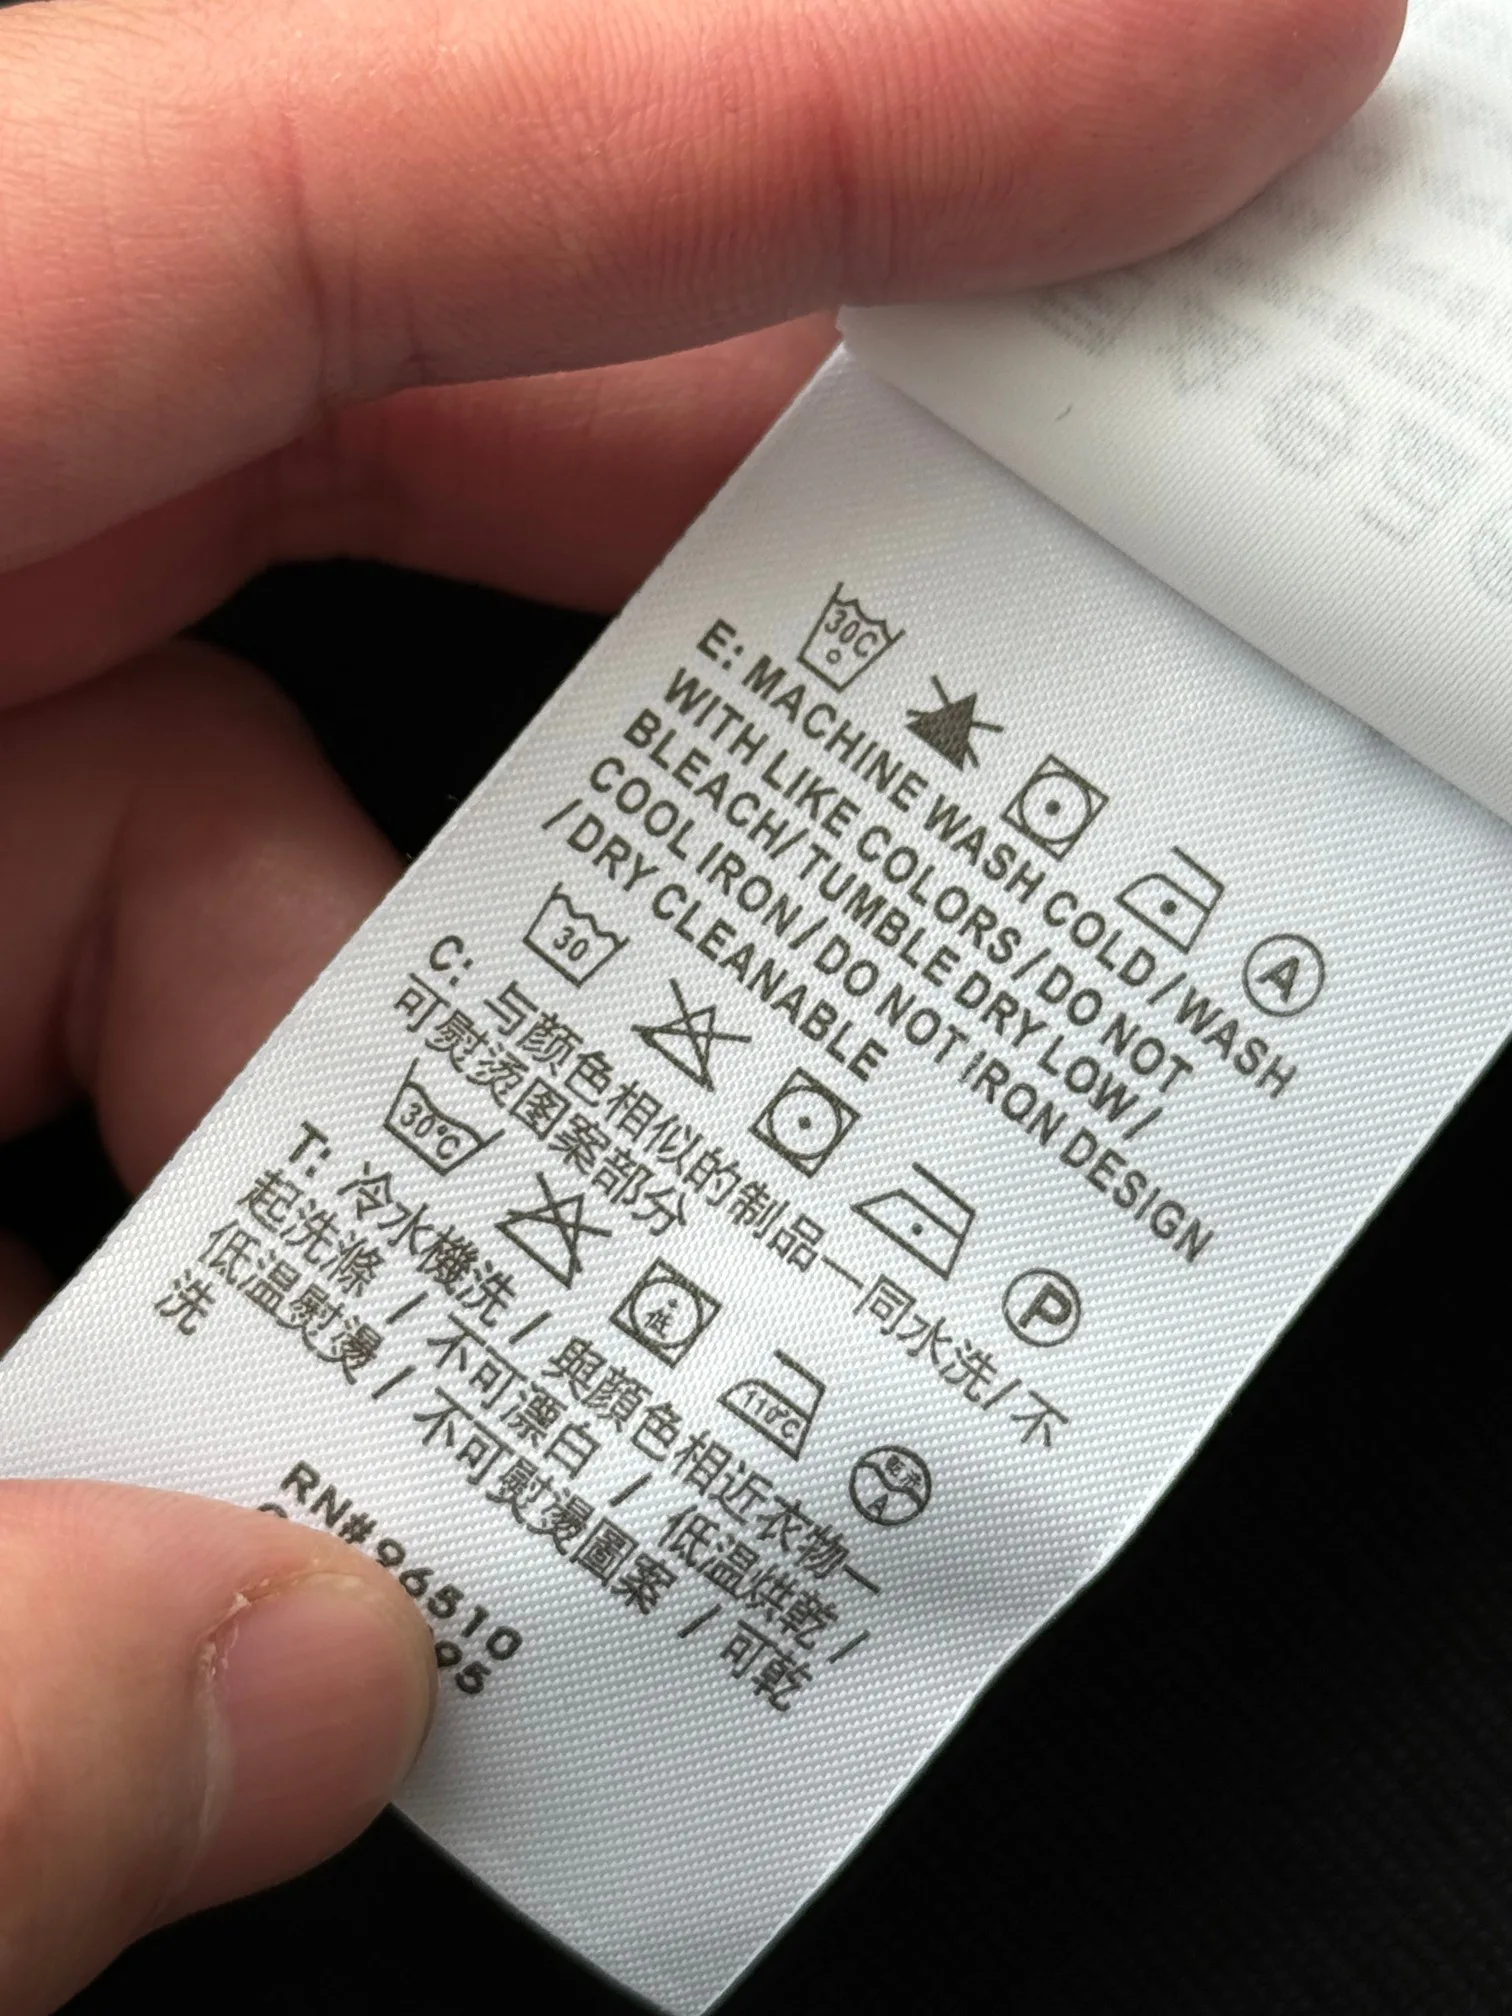 30C
E: MACHINE WASH COLD / WASH
WITH LIKE COLORS / DO NOT
BLEACH/ TUMBLE DRY LOW /
COOL IRON / DO NOT IRON DESIGN
/ DRY CLEANABLE
A
30
C: 与颜色相似的制品一同水洗/不
可熨烫图案部分
P
30°C
T: 冷水機洗 / 與顏色相近衣物一
起洗滌 / 不可漂白 / 低温烘乾 /
低温熨燙 / 不可熨燙圖案 / 可乾
洗
低
110°C
A
RN#96510
95